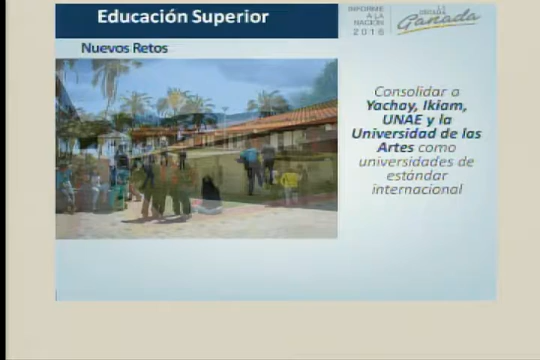 Educación Superior
INFORME
A LA
NACIÓN
2016
Ganada
Nuevos Retos
Consolidar a
Yachay, Ikiam,
UNAE y la
Universidad de las
Artes como
universidades de
estándar
internacional